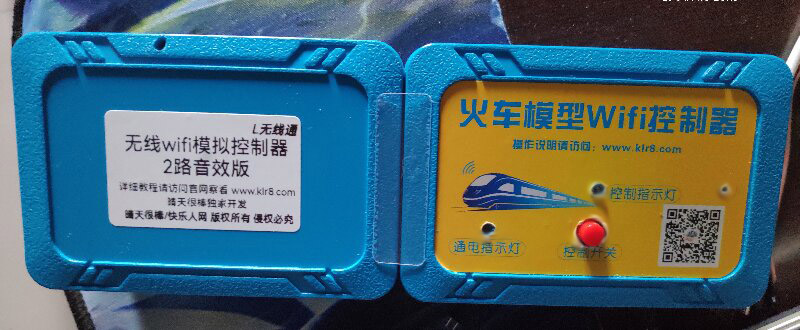 L无线通
无线wifi模拟控制器
2路音效版
详细教程请访问官网察看 www.klr8.com
晴天很棒独家开发
晴天很棒/快乐人网 版权所有 侵权必究
火车模型Wifi控制器
操作说明请访问：www.klr8.com
控制指示灯
通电指示灯
控制开关